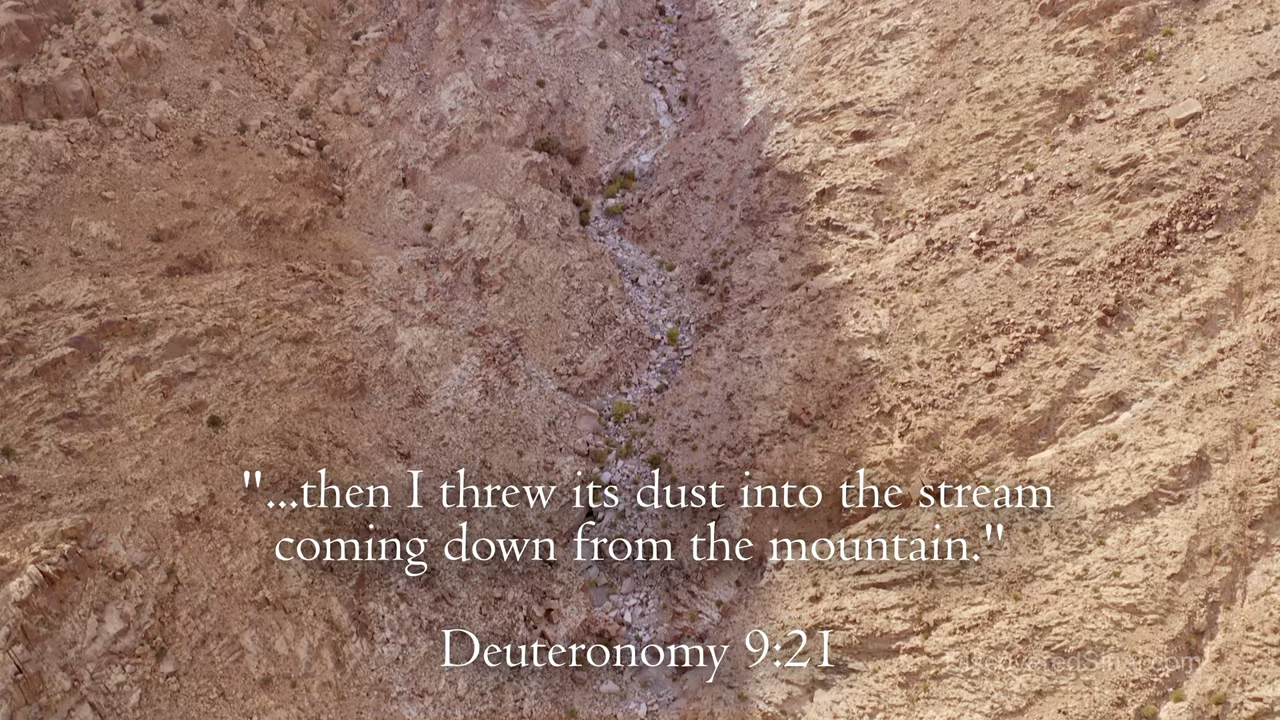 "...then I threw its dust into the stream
coming down from the mountain."
Deuteronomy 9:21